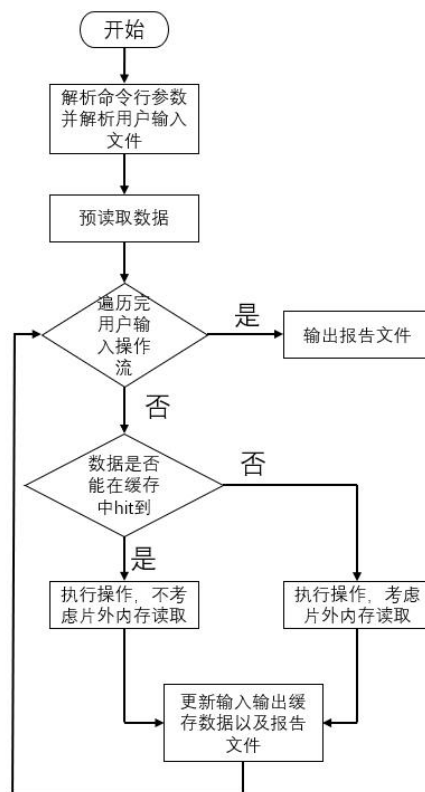 开始
解析命令行参数
并解析用户输入
文件
预读取数据
遍历完
用户输
入操作
流
是
输出报告文件
否
数据是否
能在缓存
中hit到
否
是
执行操作，不考
虑片外内存读取
执行操作，考虑
片外内存读取
更新输入输出缓
存数据以及报告
文件